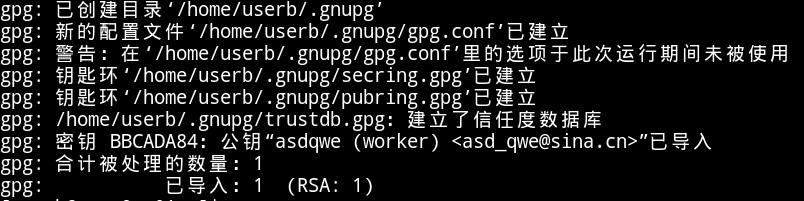 gpg: 已创建目录‘/home/userb/.gnupg’
gpg: 新的配置文件‘/home/userb/.gnupg/gpg.conf’已建立
gpg: 警告: 在‘/home/userb/.gnupg/gpg.conf’里的选项于此次运行期间未被使用
gpg: 钥匙环‘/home/userb/.gnupg/secring.gpg’已建立
gpg: 钥匙环‘/home/userb/.gnupg/pubring.gpg’已建立
gpg: /home/userb/.gnupg/trustdb.gpg: 建立了信任度数据库
gpg: 密钥 BBCADA84: 公钥“asdqwe (worker) <asd_qwe@sina.cn>”已导入
gpg: 合计被处理的数量: 1
gpg:           已导入: 1  (RSA: 1)